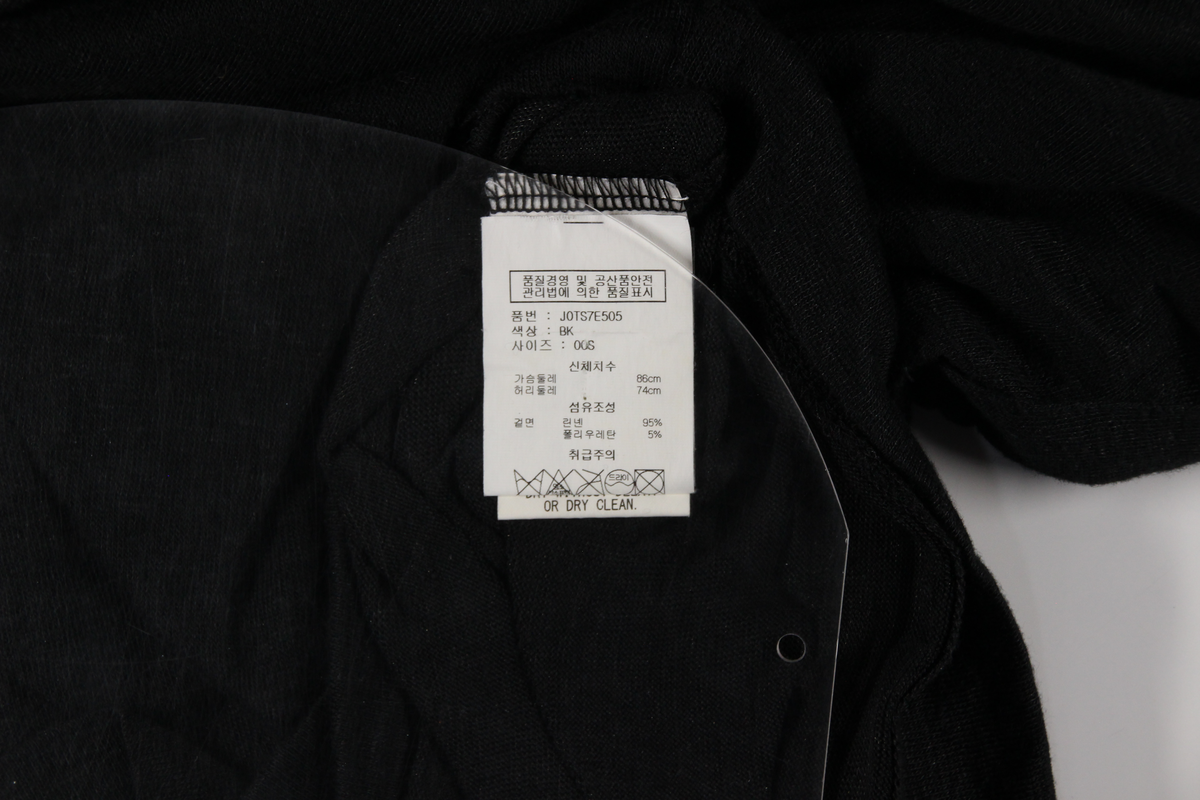 품질경영 및 공산품안전
관리법에 의한 품질표시
품번 : JOTS7E505
색상 : BK
사이즈 : 00S
신체치수
가슴둘레 86cm
허리둘레 74cm
섬유조성
겉면 린넨 95%
폴리우레탄 5%
취급주의
드라이
OR DRY CLEAN.